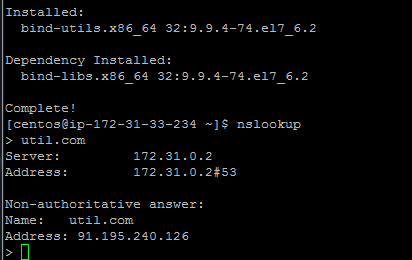 Installed:
  bind-utils.x86_64 32:9.9.4-74.el7_6.2

Dependency Installed:
  bind-libs.x86_64 32:9.9.4-74.el7_6.2

Complete!
[centos@ip-172-31-33-234 ~]$ nslookup
> util.com
Server:         172.31.0.2
Address:        172.31.0.2#53

Non-authoritative answer:
Name:   util.com
Address: 91.195.240.126
>